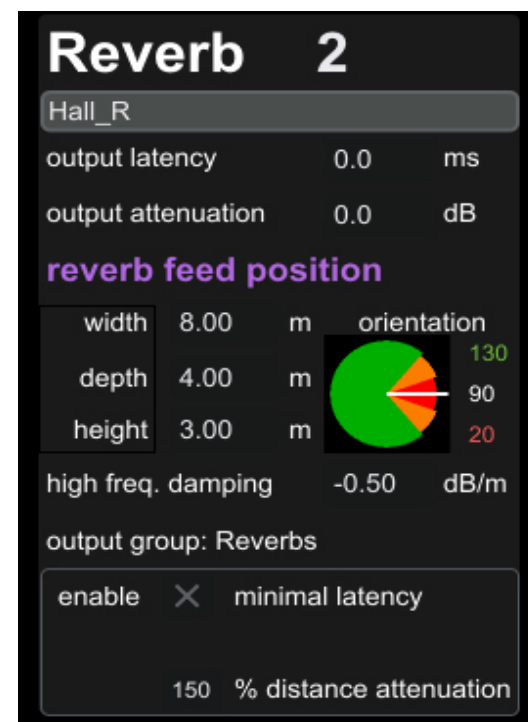 Reverb 2
Hall_R
output latency 0.0 ms
output attenuation 0.0 dB
reverb feed position
width 8.00 m orientation
130
depth 4.00 m
90
height 3.00 m 20
high freq. damping -0.50 dB/m
output group: Reverbs
enable minimal latency
150 % distance attenuation